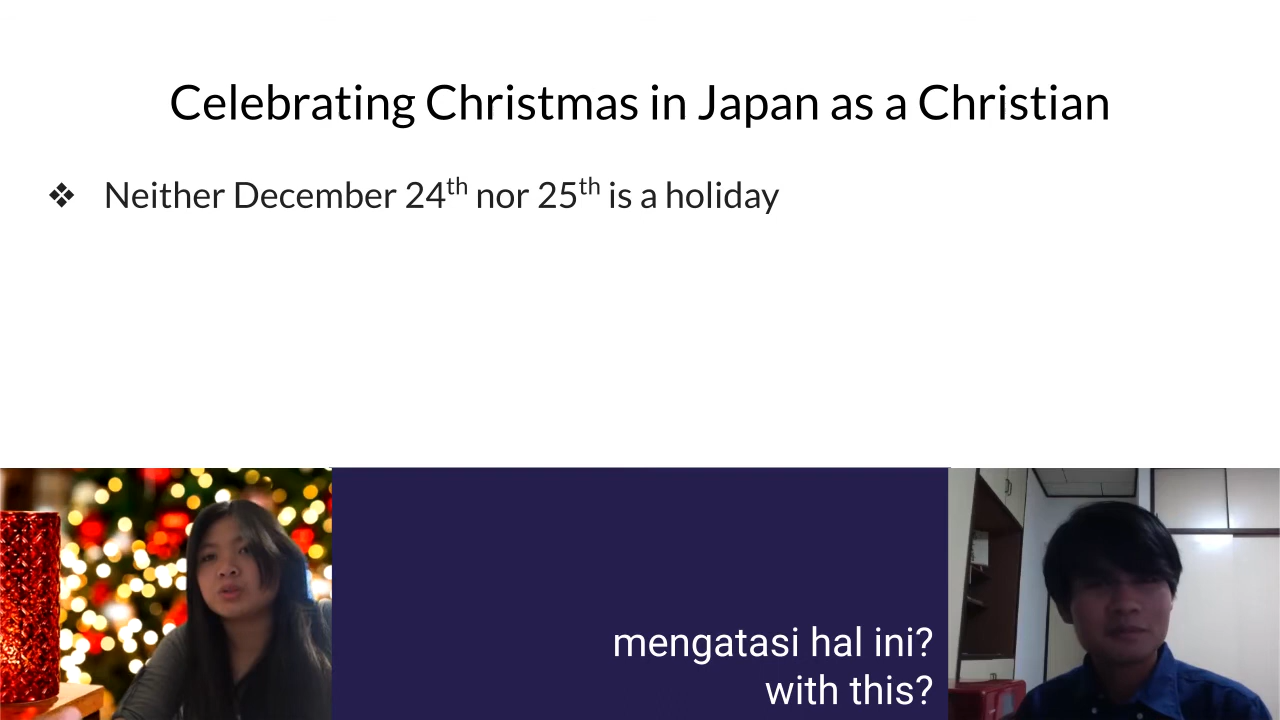 Celebrating Christmas in Japan as a Christian
❖ Neither December 24th nor 25th is a holiday
mengatasi hal ini?
with this?